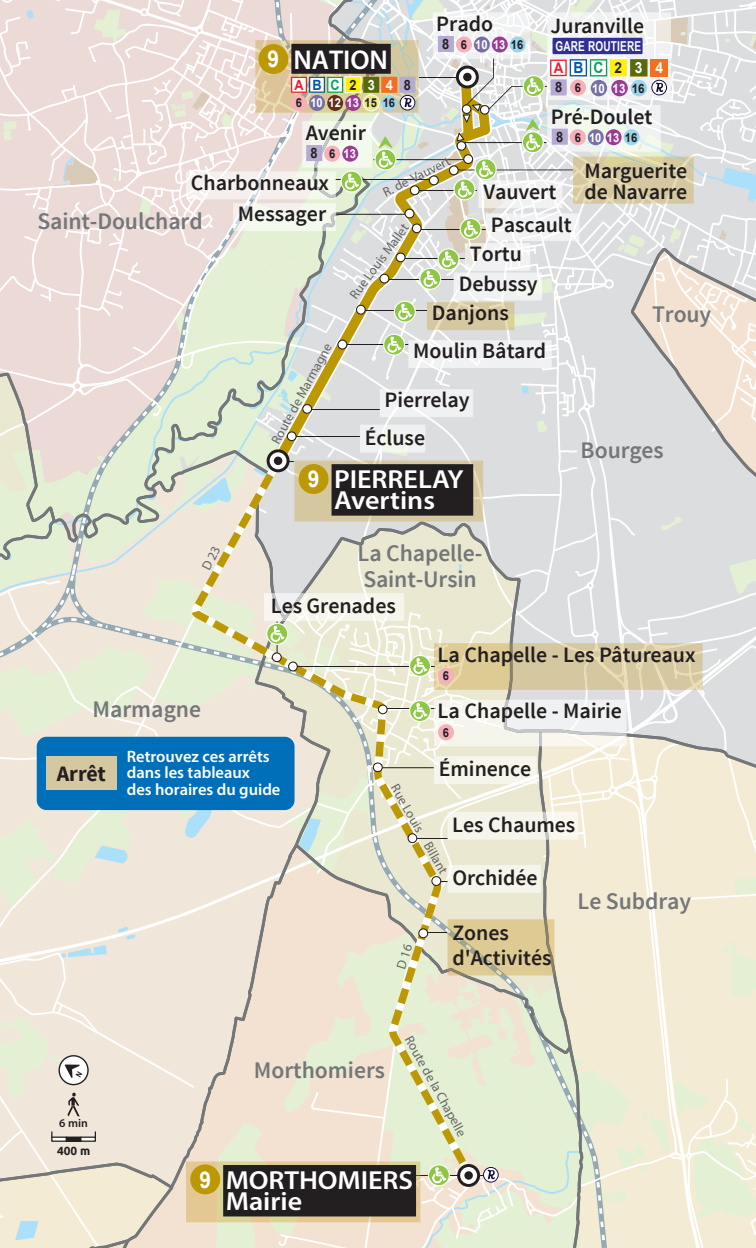 Prado
8 6 10 13 16
Juranville
GARE ROUTIERE
A B C 2 3 4
8 6 10 13 16 R
9 NATION
A B C 2 3 4 8
6 10 12 13 15 16 R
Avenir
8 6 13
Pré-Doulet
8 6 10 13 16
Charbonneaux
R. de Vauvert
Marguerite
de Navarre
Vauvert
Messager
Saint-Doulchard
Pascault
Rue Louis Mallet
Tortu
Debussy
Danjons
Trouy
Moulin Bâtard
Route de Marmagne
Pierrelay
Écluse
Bourges
9 PIERRELAY
Avertins
D 23
La Chapelle-
Saint-Ursin
Les Grenades
La Chapelle - Les Pâtureaux
6
Marmagne
La Chapelle - Mairie
6
Arrêt
Retrouvez ces arrêts
dans les tableaux
des horaires du guide
Éminence
Rue Louis Billant
Les Chaumes
Orchidée
Le Subdray
Zones
d'Activités
D 16
Morthomiers
Route de la Chapelle
6 min
400 m
9 MORTHOMIERS
Mairie
R